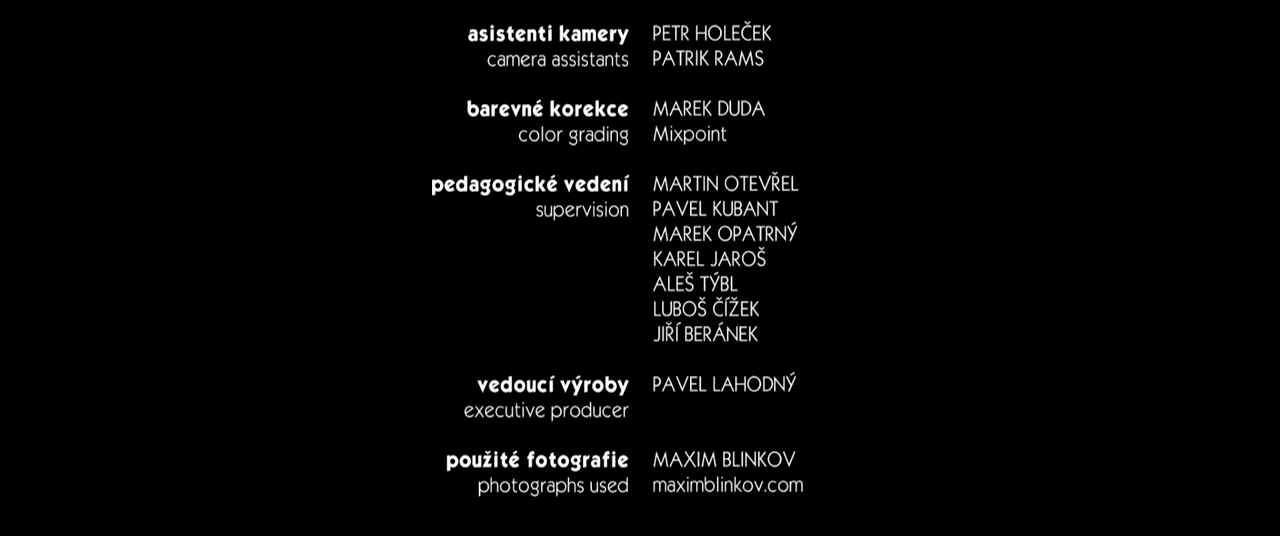 asistenti kamery PETR HOLEČEK
camera assistants PATRIK RAMS
barevné korekce MAREK DUDA
color grading Mixpoint
pedagogické vedení MARTIN OTEVŘEL
supervision PAVEL KUBANT
MAREK OPATRNÝ
KAREL JAROŠ
ALEŠ TÝBL
LUBOŠ ČÍŽEK
JIŘÍ BERÁNEK
vedoucí výroby PAVEL LAHODNÝ
executive producer
použité fotografie MAXIM BLINKOV
photographs used maximblinkov.com